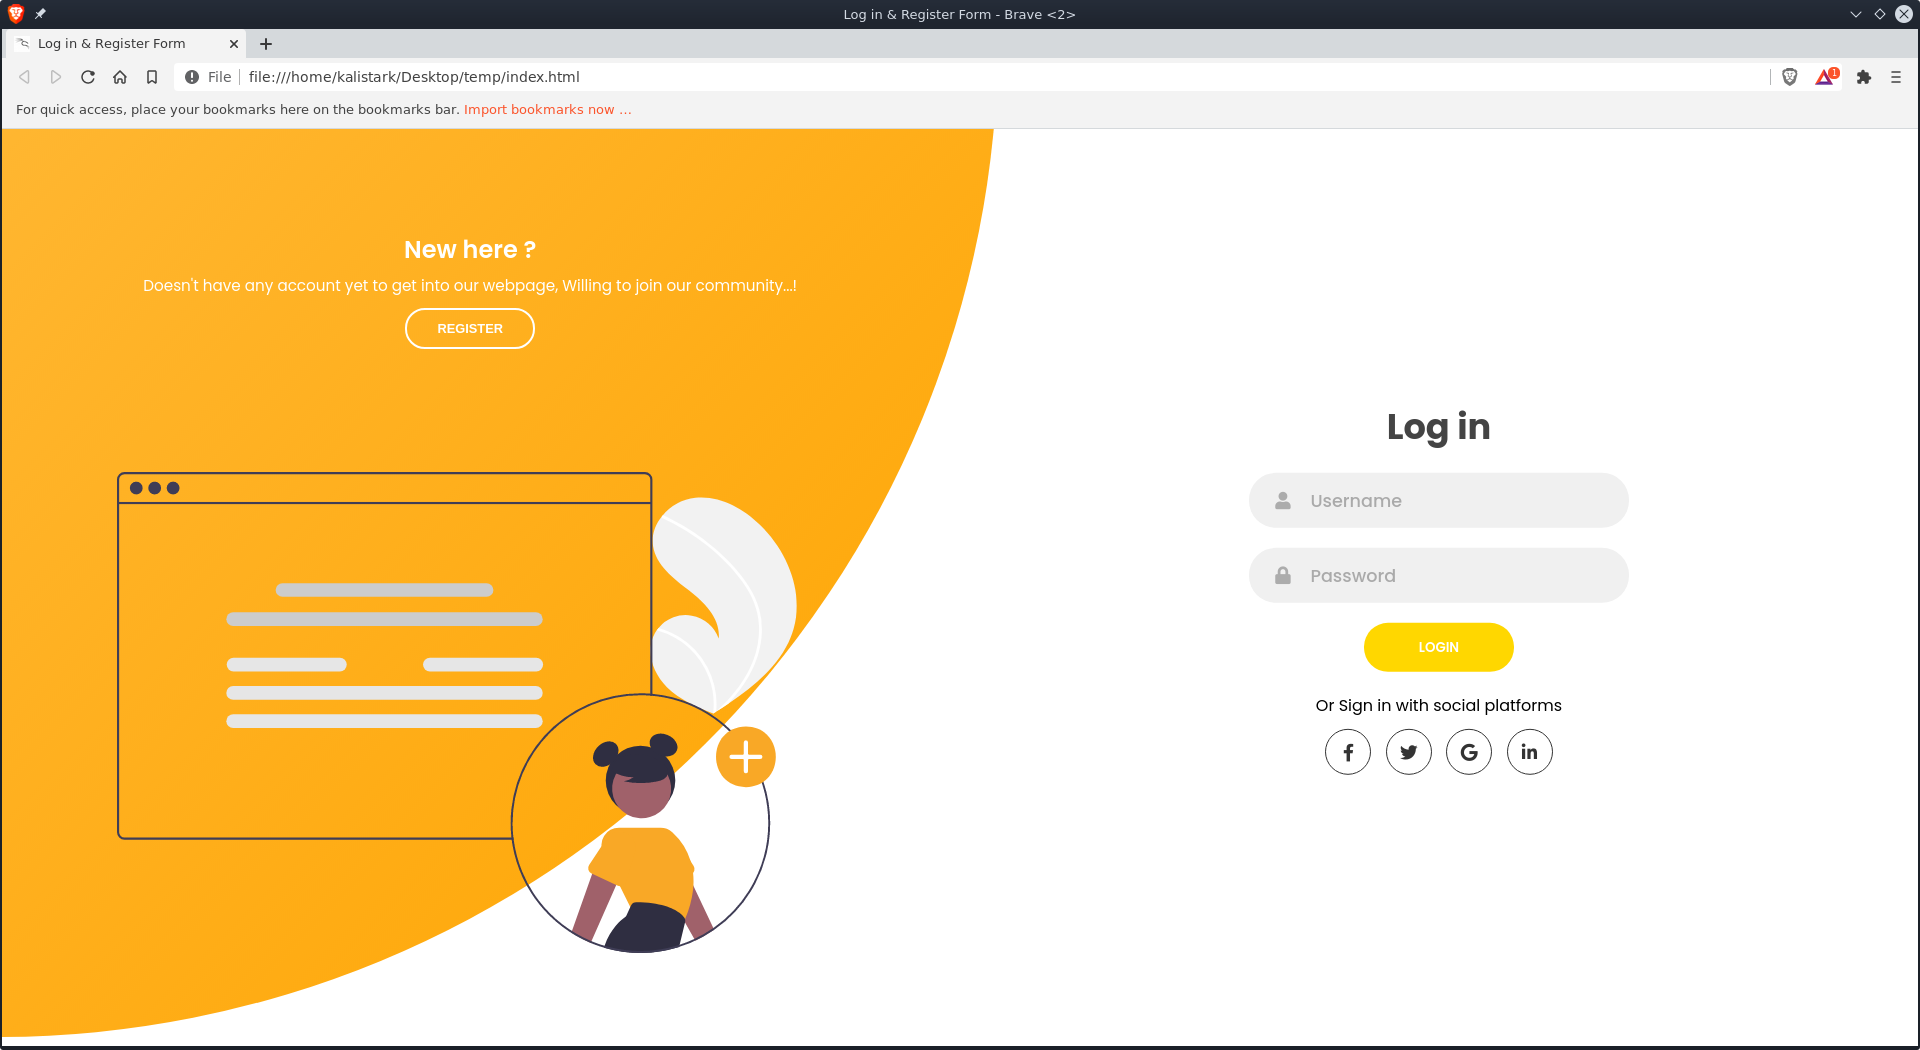 Log in & Register Form - Brave <2>
Log in & Register Form
File
file:///home/kalistark/Desktop/temp/index.html
1
For quick access, place your bookmarks here on the bookmarks bar. Import bookmarks now ...
New here ?
Doesn't have any account yet to get into our webpage, Willing to join our community...!
REGISTER
Log in
Username
Password
LOGIN
Or Sign in with social platforms
f
G
in